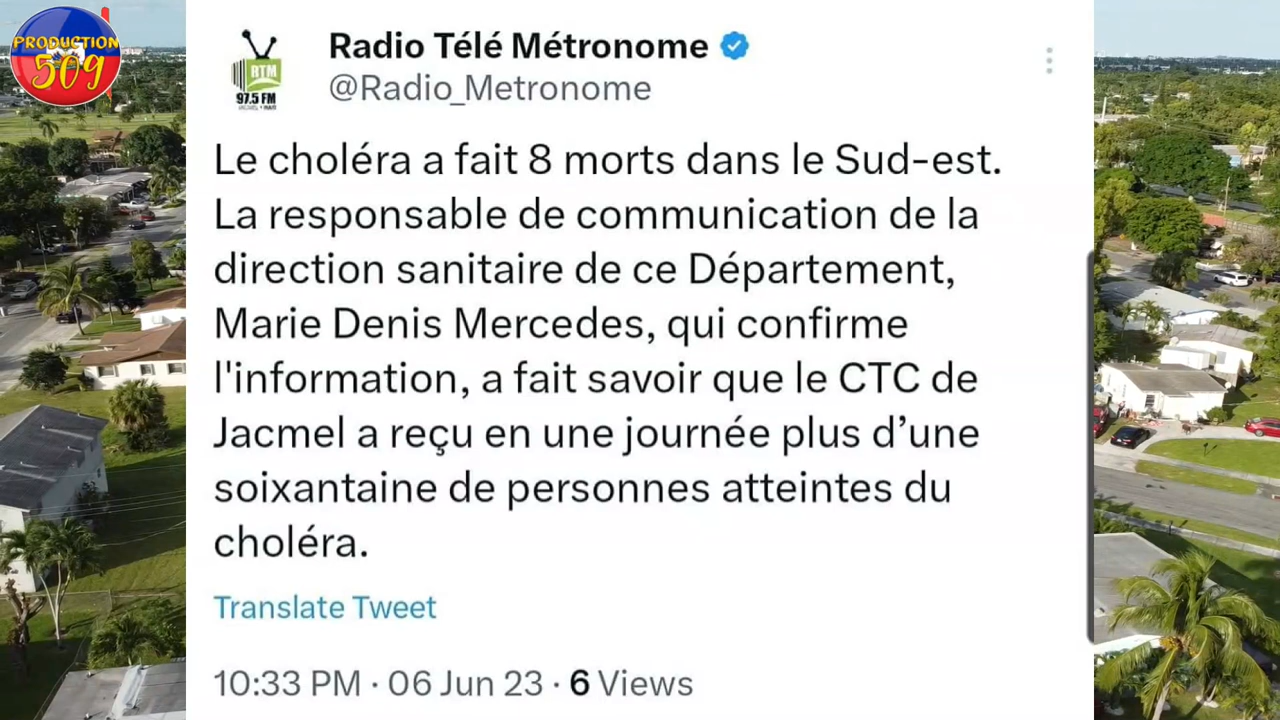 PRODUCTION
509
RTM
97.5 FM
Radio Télé Métronome
@Radio_Metronome
Le choléra a fait 8 morts dans le Sud-est.
La responsable de communication de la
direction sanitaire de ce Département,
Marie Denis Mercedes, qui confirme
l'information, a fait savoir que le CTC de
Jacmel a reçu en une journée plus d’une
soixantaine de personnes atteintes du
choléra.
Translate Tweet
10:33 PM · 06 Jun 23 · 6 Views